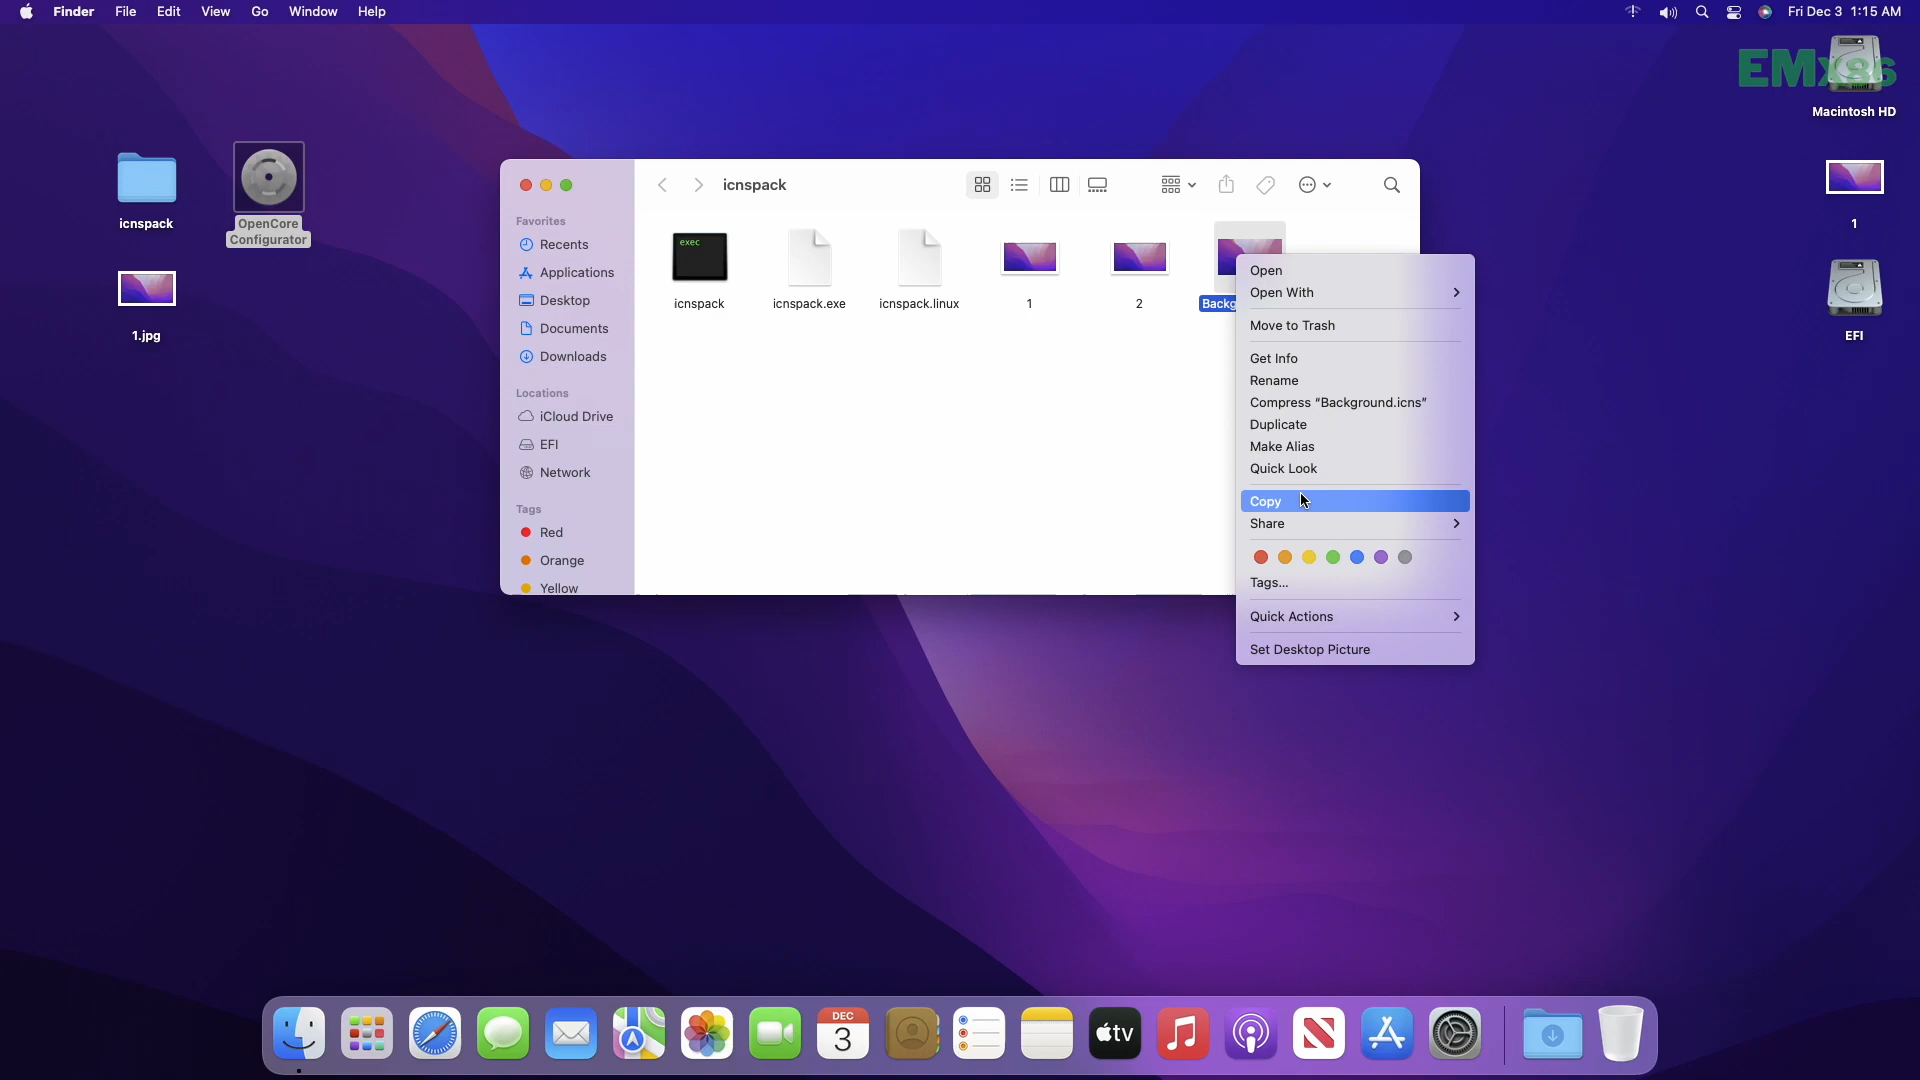 Finder File Edit View Go Window Help
Fri Dec 3 1:15 AM
EMx86
Macintosh HD
icnspack
OpenCore
Configurator
1.jpg
1
EFI
icnspack
Favorites
Recents
Applications
Desktop
Documents
Downloads
Locations
iCloud Drive
EFI
Network
Tags
Red
Orange
Yellow
exec
icnspack
icnspack.exe
icnspack.linux
1
2
Backg
Open
Open With
Move to Trash
Get Info
Rename
Compress “Background.icns”
Duplicate
Make Alias
Quick Look
Copy
Share
Tags...
Quick Actions
Set Desktop Picture
DEC
3
tv